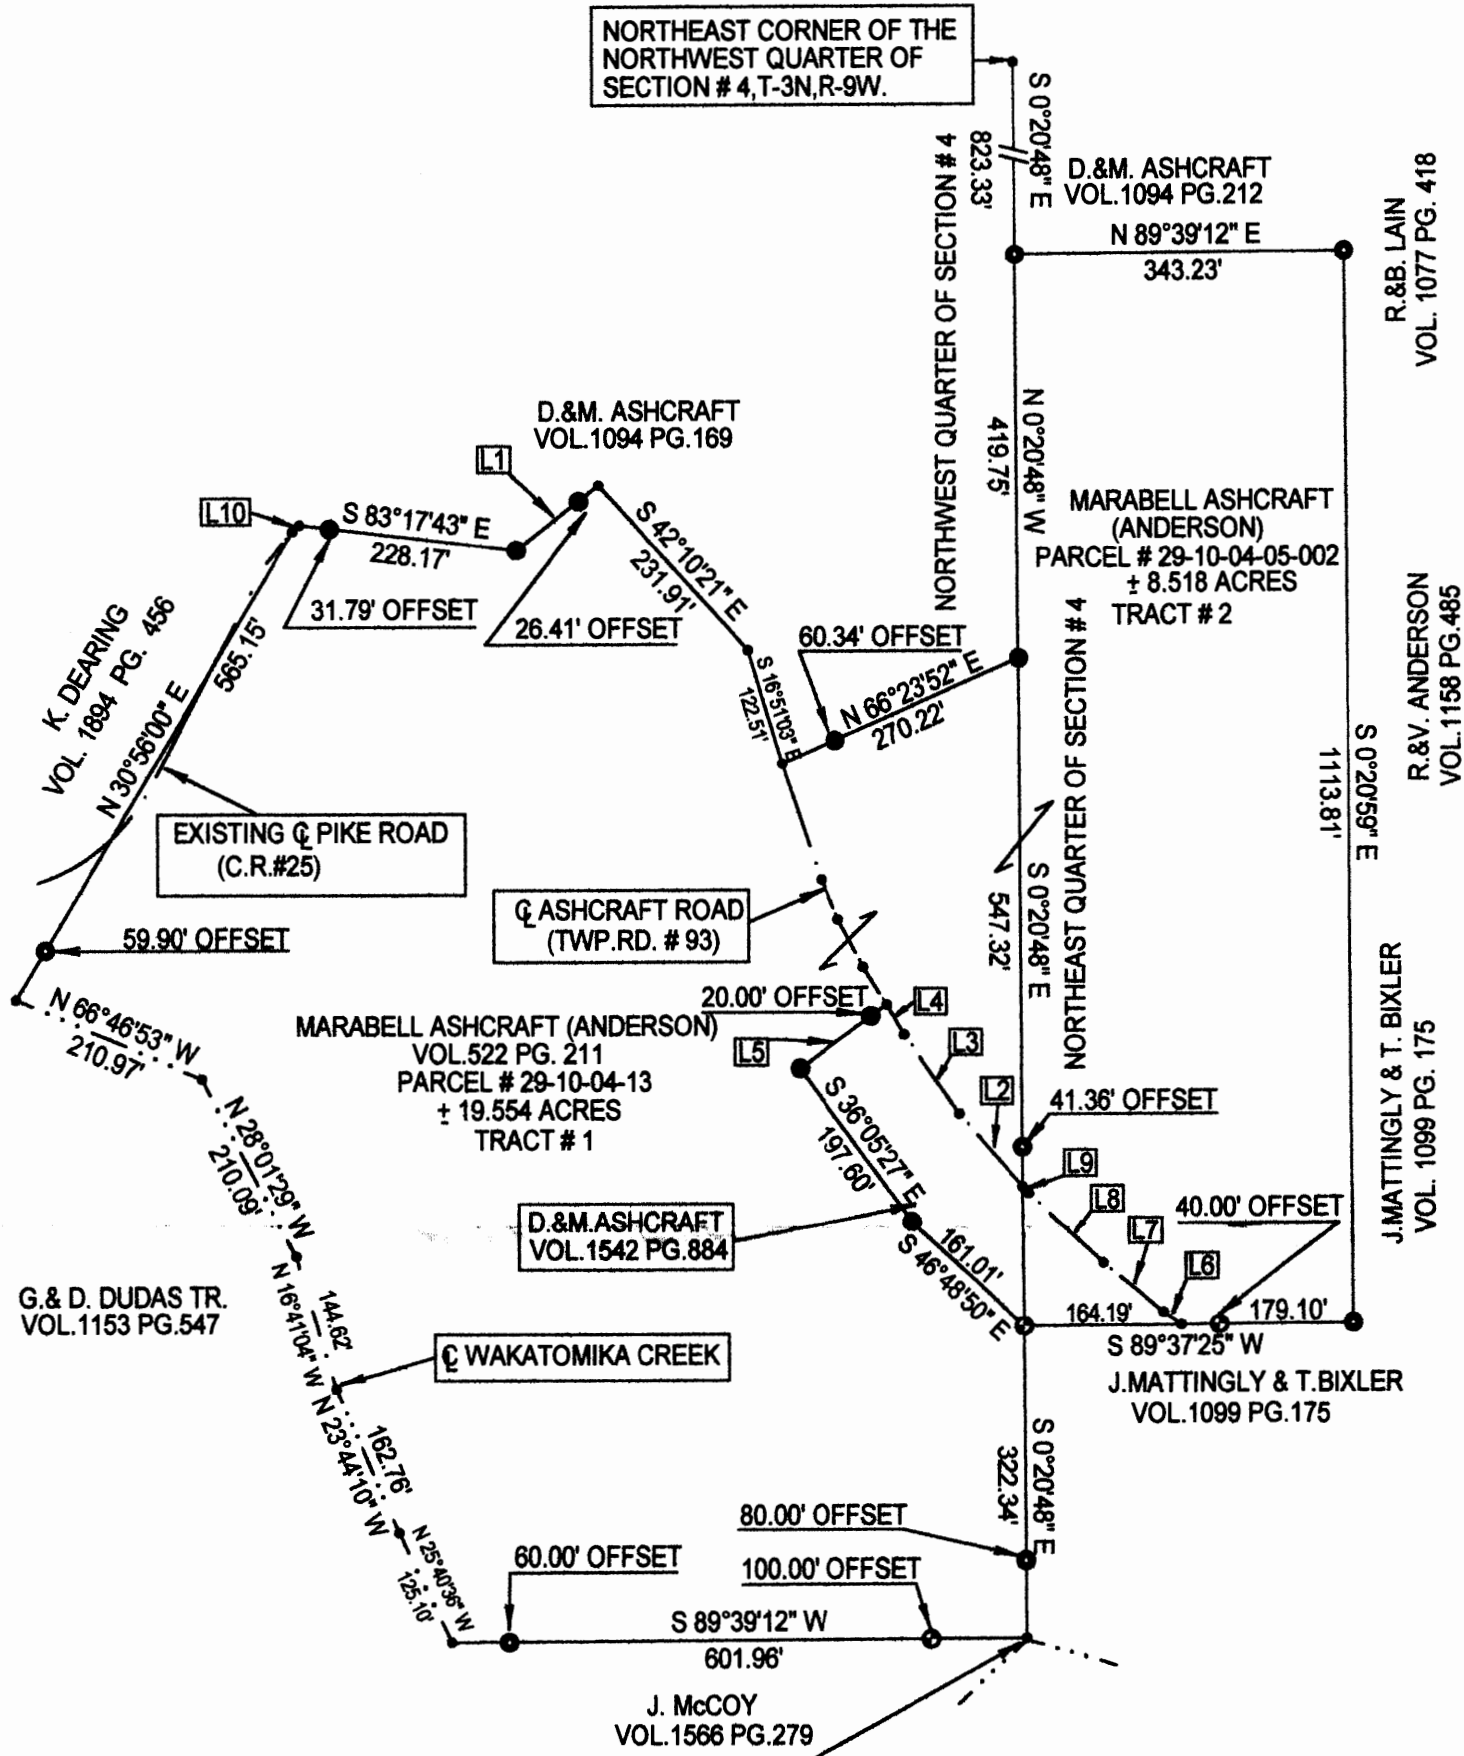 NORTHEAST CORNER OF THE
NORTHWEST QUARTER OF
SECTION # 4,T-3N,R-9W.
S 0°20'48" E
823.33'
NORTHWEST QUARTER OF SECTION # 4
D.&M. ASHCRAFT
VOL.1094 PG.212
N 89°39'12" E
343.23'
R.&B. LAIN
VOL. 1077 PG. 418
D.&M. ASHCRAFT
VOL.1094 PG.169
L1
L10
S 83°17'43" E
228.17'
S 42°10'21" E
231.91'
N 0°20'48" W
419.75'
MARABELL ASHCRAFT
(ANDERSON)
PARCEL # 29-10-04-05-002
± 8.518 ACRES
TRACT # 2
31.79' OFFSET
26.41' OFFSET
60.34' OFFSET
K. DEARING
VOL. 1894 PG. 456
N 30°56'00" E
565.15'
S 16°51'03" E
122.51'
N 66°23'52" E
270.22'
R.&V. ANDERSON
VOL.1158 PG.485
S 0°20'59" E
1113.81'
NORTHEAST QUARTER OF SECTION # 4
EXISTING ℄ PIKE ROAD
(C.R.#25)
℄ ASHCRAFT ROAD
(TWP.RD. # 93)
S 0°20'48" E
547.32'
59.90' OFFSET
N 66°46'53" W
210.97'
20.00' OFFSET
L4
L3
L5
L2
MARABELL ASHCRAFT (ANDERSON)
VOL.522 PG. 211
PARCEL # 29-10-04-13
± 19.554 ACRES
TRACT # 1
J.MATTINGLY & T. BIXLER
VOL. 1099 PG. 175
41.36' OFFSET
N 28°01'29" W
210.09'
S 36°05'27" E
197.60'
L9
L8
40.00' OFFSET
L7
L6
D.&M.ASHCRAFT
VOL.1542 PG.884
161.01'
S 46°48'50" E
164.19'
179.10'
S 89°37'25" W
G.& D. DUDAS TR.
VOL.1153 PG.547
144.62'
N 16°41'04" W
℄ WAKATOMIKA CREEK
J.MATTINGLY & T.BIXLER
VOL.1099 PG.175
162.76'
N 23°44'10" W
S 0°20'48" E
322.34'
80.00' OFFSET
N 25°40'36" W
125.10'
60.00' OFFSET
100.00' OFFSET
S 89°39'12" W
601.96'
J. McCOY
VOL.1566 PG.279